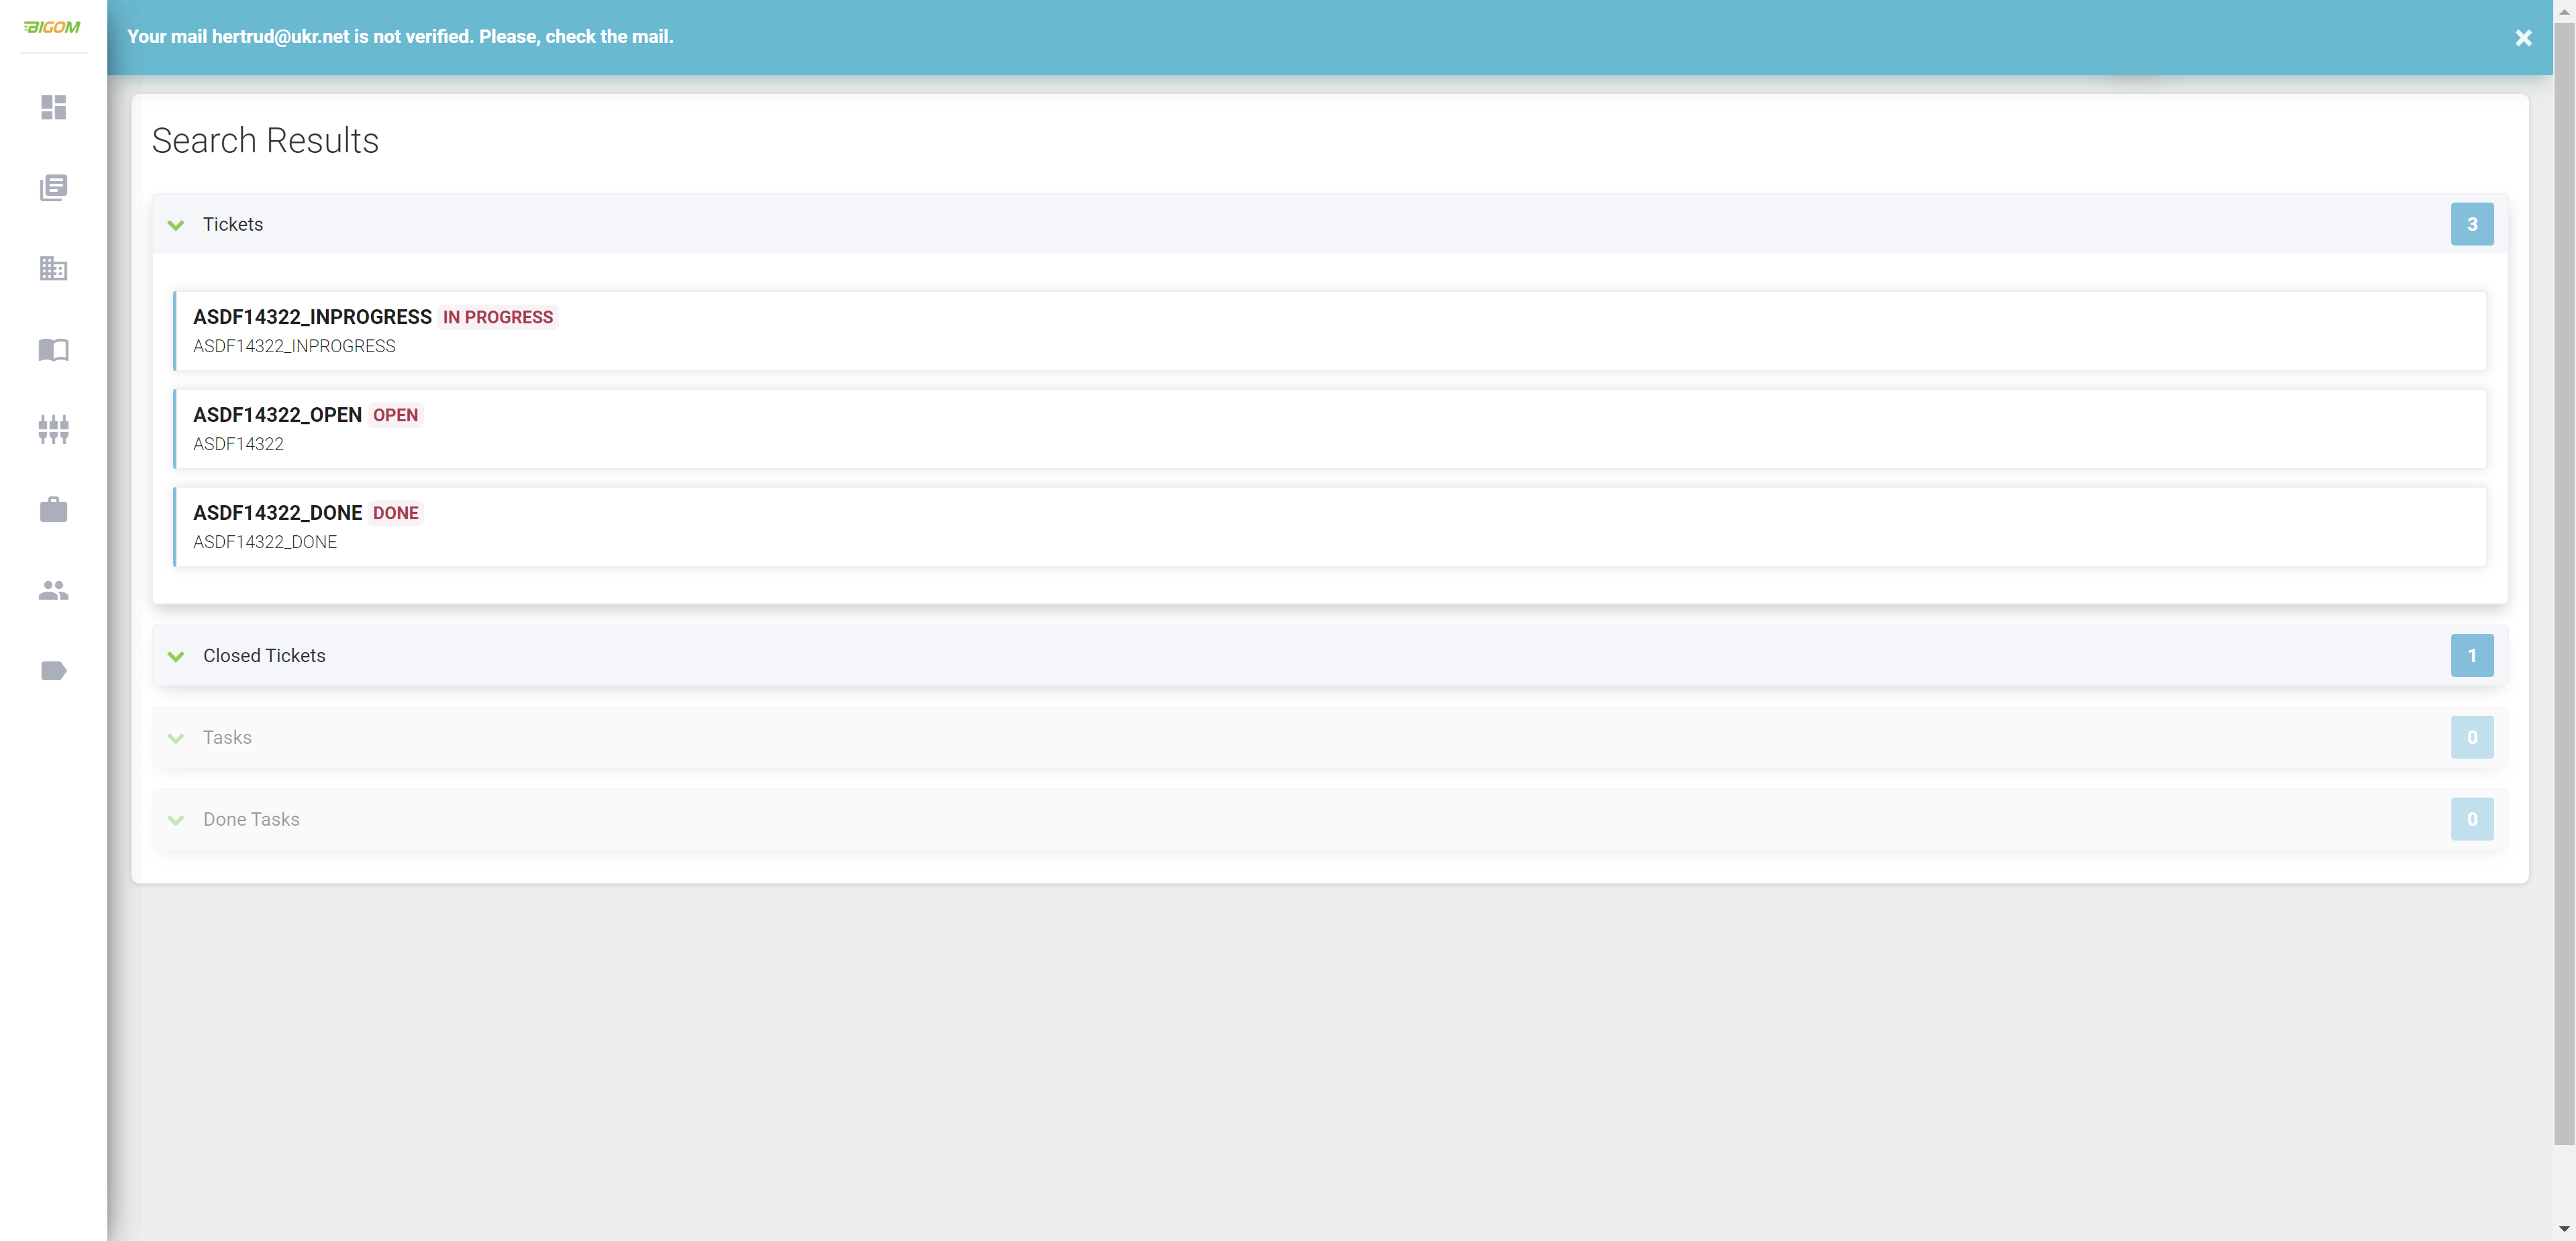 BIGOM
Your mail hertrud@ukr.net is not verified. Please, check the mail.
Search Results
Tickets 3
ASDF14322_INPROGRESS IN PROGRESS
ASDF14322_INPROGRESS
ASDF14322_OPEN OPEN
ASDF14322
ASDF14322_DONE DONE
ASDF14322_DONE
Closed Tickets 1
Tasks 0
Done Tasks 0